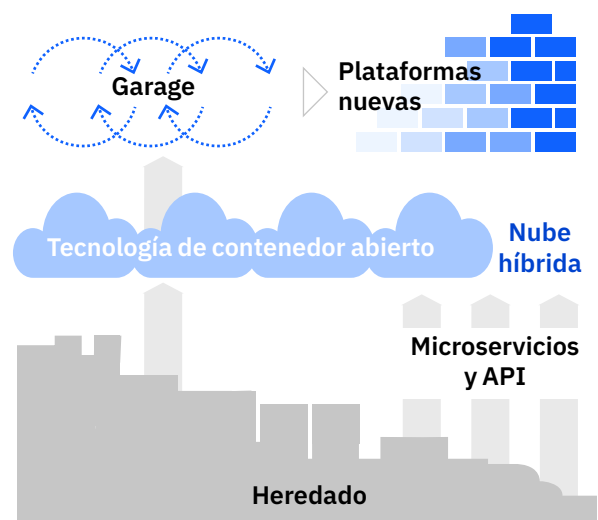 Garage
Plataformas
nuevas
Tecnología de contenedor abierto
Nube
híbrida
Microservicios
y API
Heredado